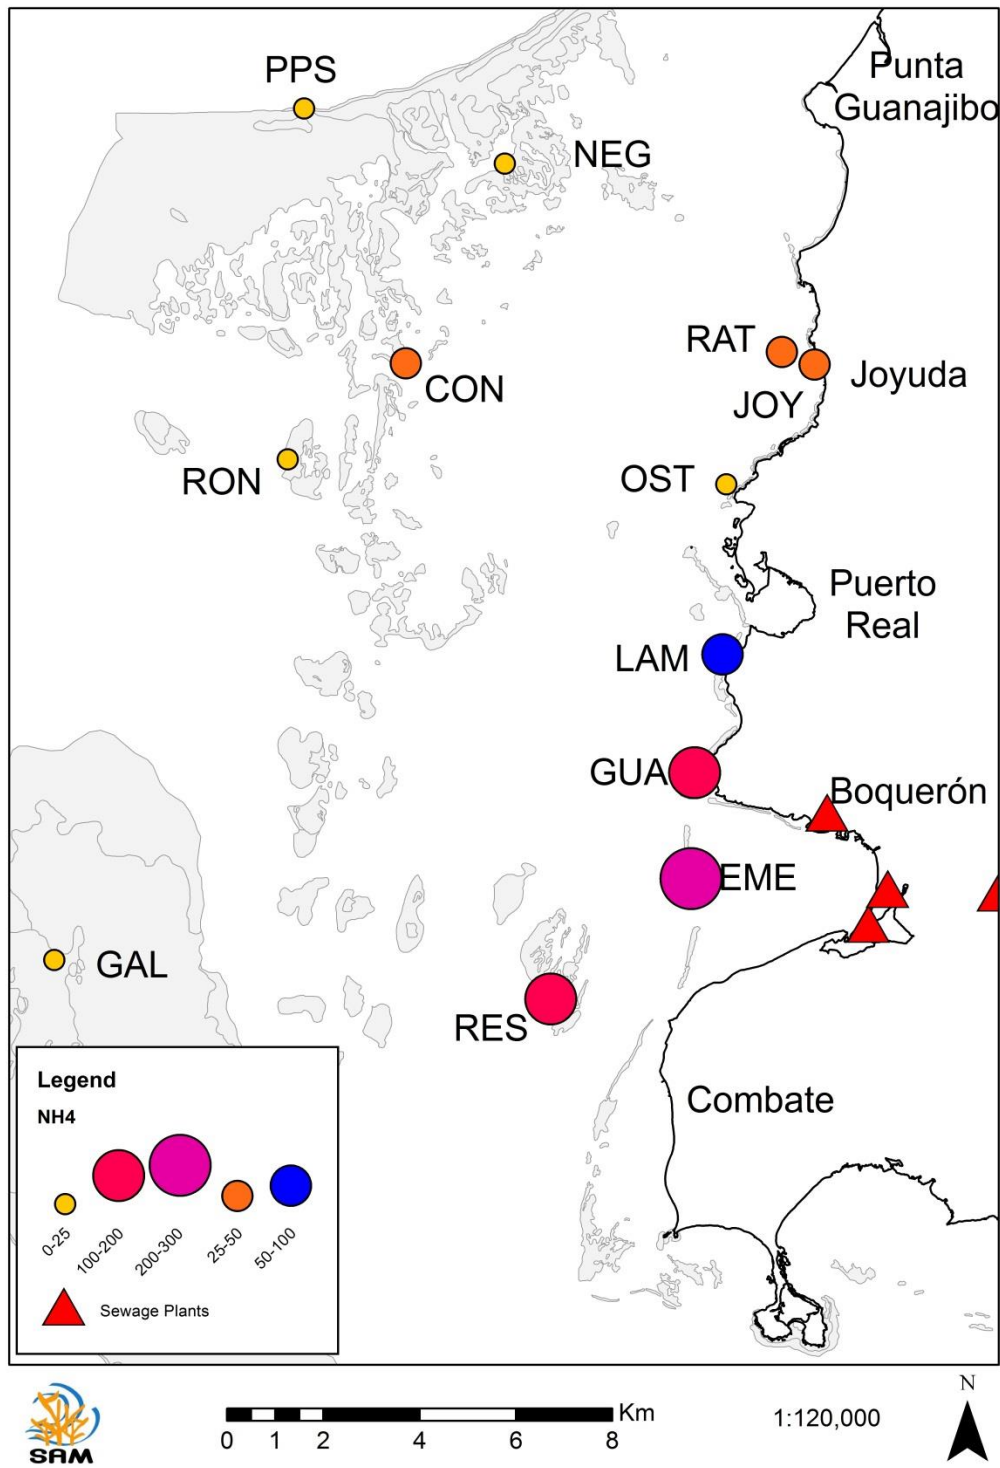 PPS
Punta
Guanajibo
NEG
RAT
CON
JOY
Joyuda
RON
OST
Puerto
Real
LAM
GUA
Boquerón
EME
GAL
RES
Combate
Legend
NH4
0-25
100-200
200-300
25-50
50-100
Sewage Plants
SAM
0 1 2 4 6 8 Km
1:120,000
N